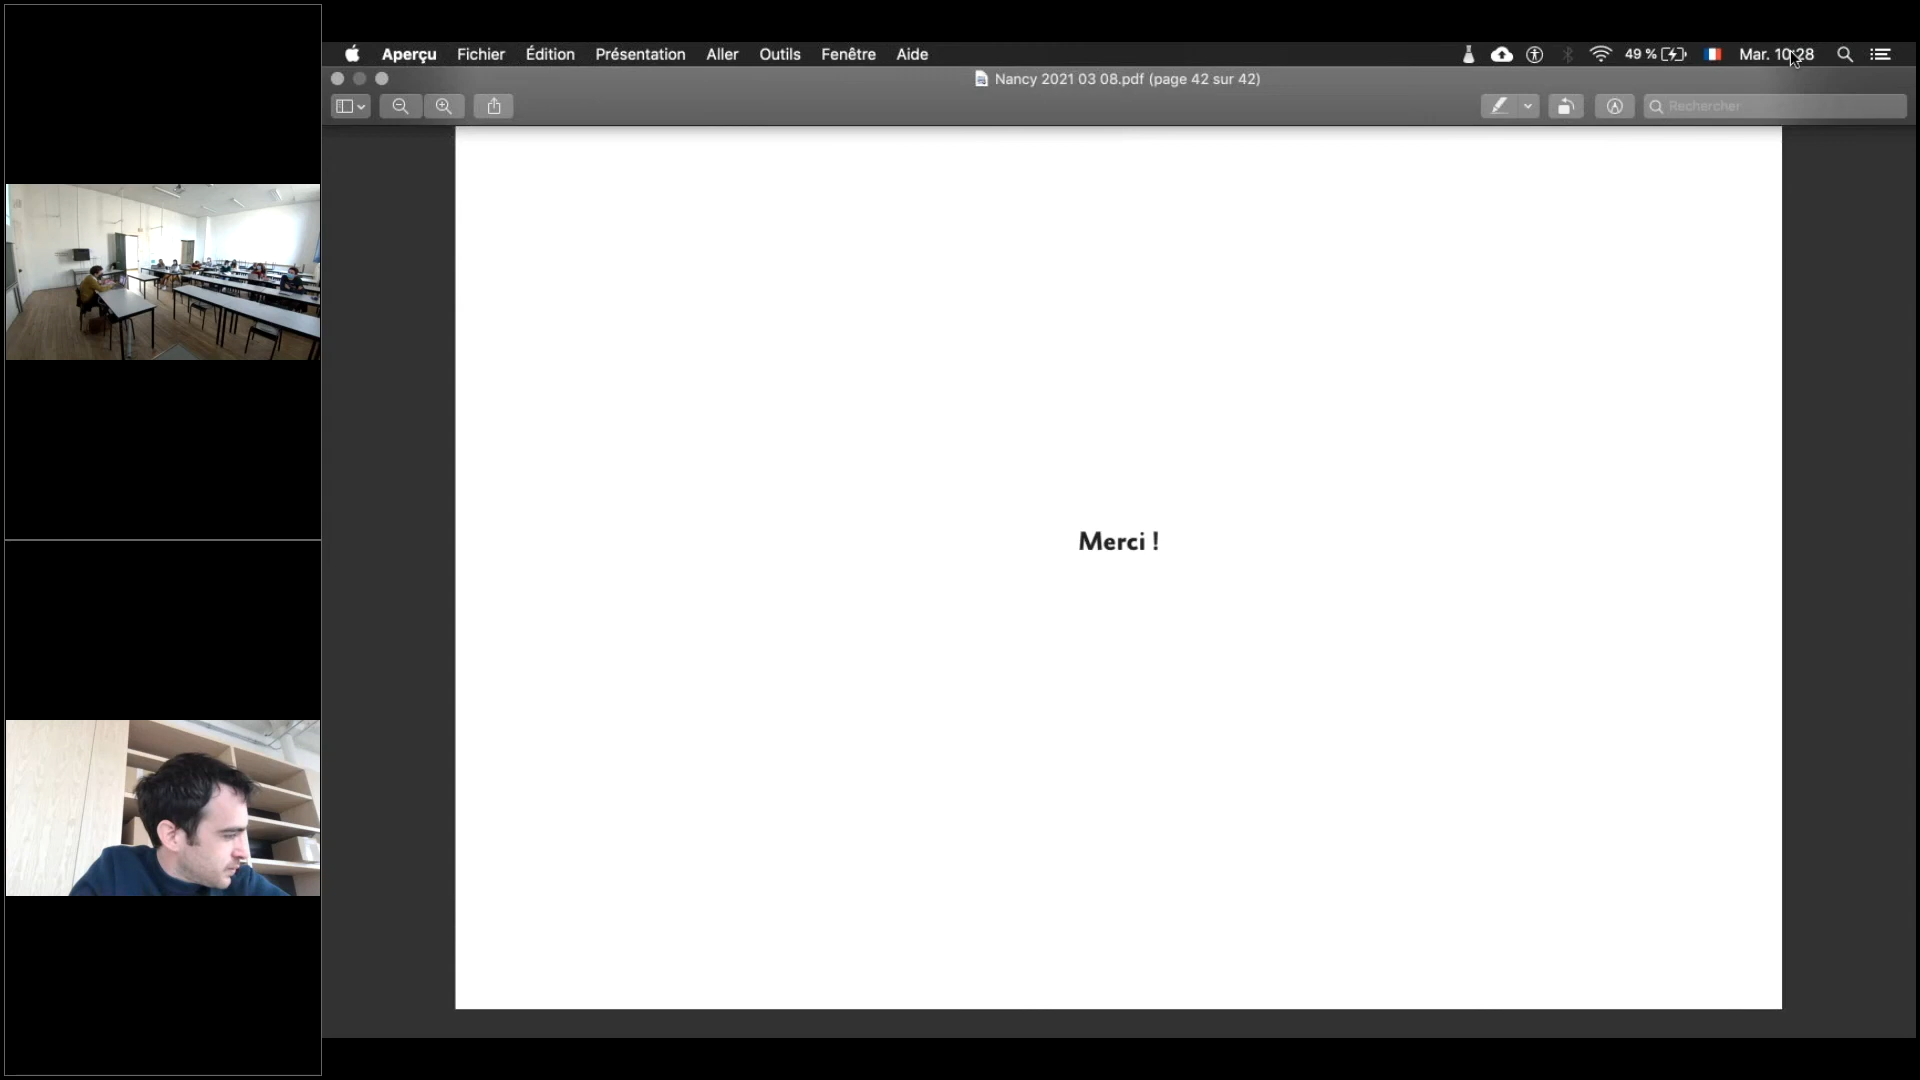 Aperçu Fichier Édition Présentation Aller Outils Fenêtre Aide 49 % Mar. 10:28
Nancy 2021 03 08.pdf (page 42 sur 42)
Rechercher
Merci !